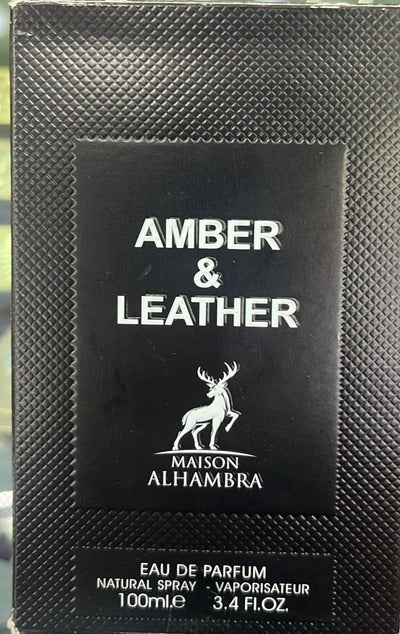 AMBER
&
LEATHER
MAISON
ALHAMBRA
EAU DE PARFUM
NATURAL SPRAY VAPORISATEUR
100ml.e 3.4 Fl.OZ.